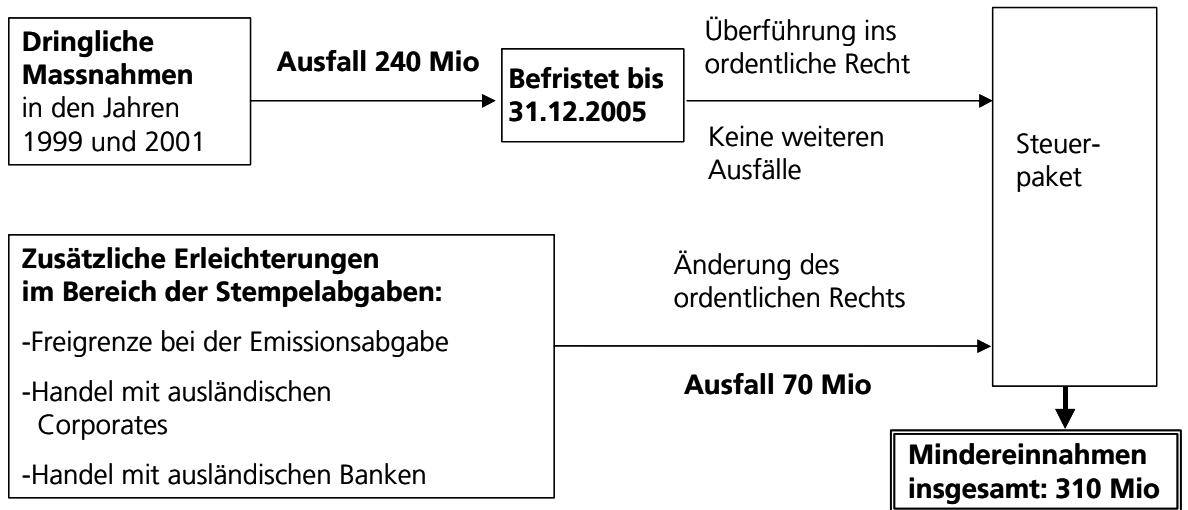 Dringliche
Massnahmen
in den Jahren
1999 und 2001
Ausfall 240 Mio
Befristet bis
31.12.2005
Überführung ins
ordentliche Recht
Keine weiteren
Ausfälle
Steuer-
paket
Zusätzliche Erleichterungen
im Bereich der Stempelabgaben:
-Freigrenze bei der Emissionsabgabe
-Handel mit ausländischen
Corporates
-Handel mit ausländischen Banken
Änderung des
ordentlichen Rechts
Ausfall 70 Mio
Mindereinnahmen
insgesamt: 310 Mio